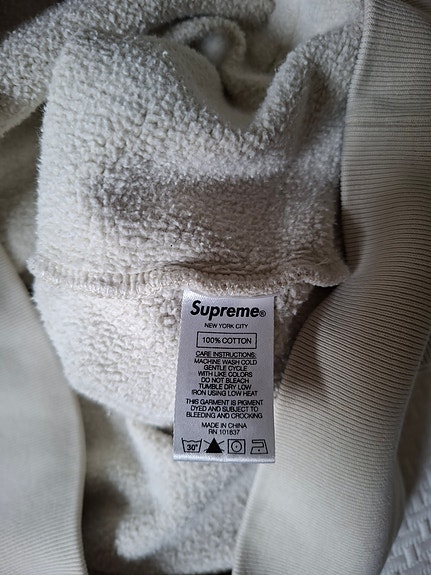 Supreme®
NEW YORK CITY
100% COTTON
CARE INSTRUCTIONS:
MACHINE WASH COLD
GENTLE CYCLE
WITH LIKE COLORS
DO NOT BLEACH
TUMBLE DRY LOW
IRON USING LOW HEAT
THIS GARMENT IS PIGMENT
DYED AND SUBJECT TO
BLEEDING AND CROCKING
MADE IN CHINA
RN 101837
30°